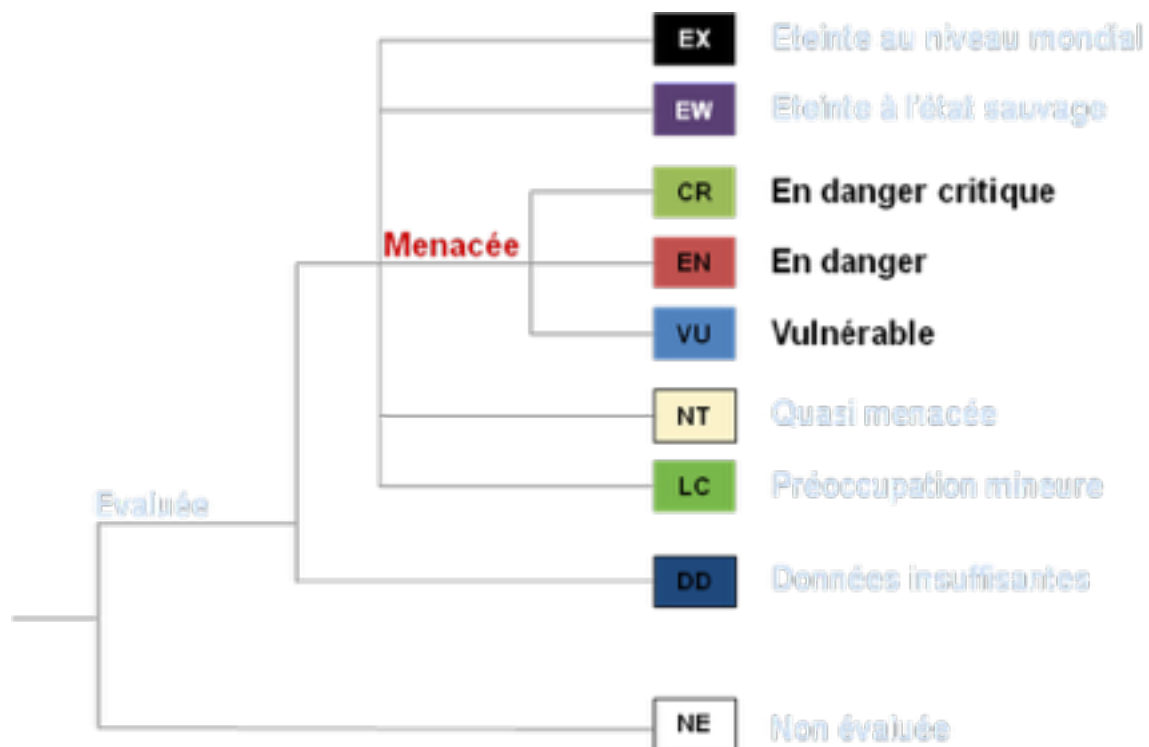 EX Eteinte au niveau mondial
EW Eteinte à l'état sauvage
CR En danger critique
Menacée
EN En danger
VU Vulnérable
NT Quasi menacée
LC Préoccupation mineure
Evaluée
DD Données insuffisantes
NE Non évaluée